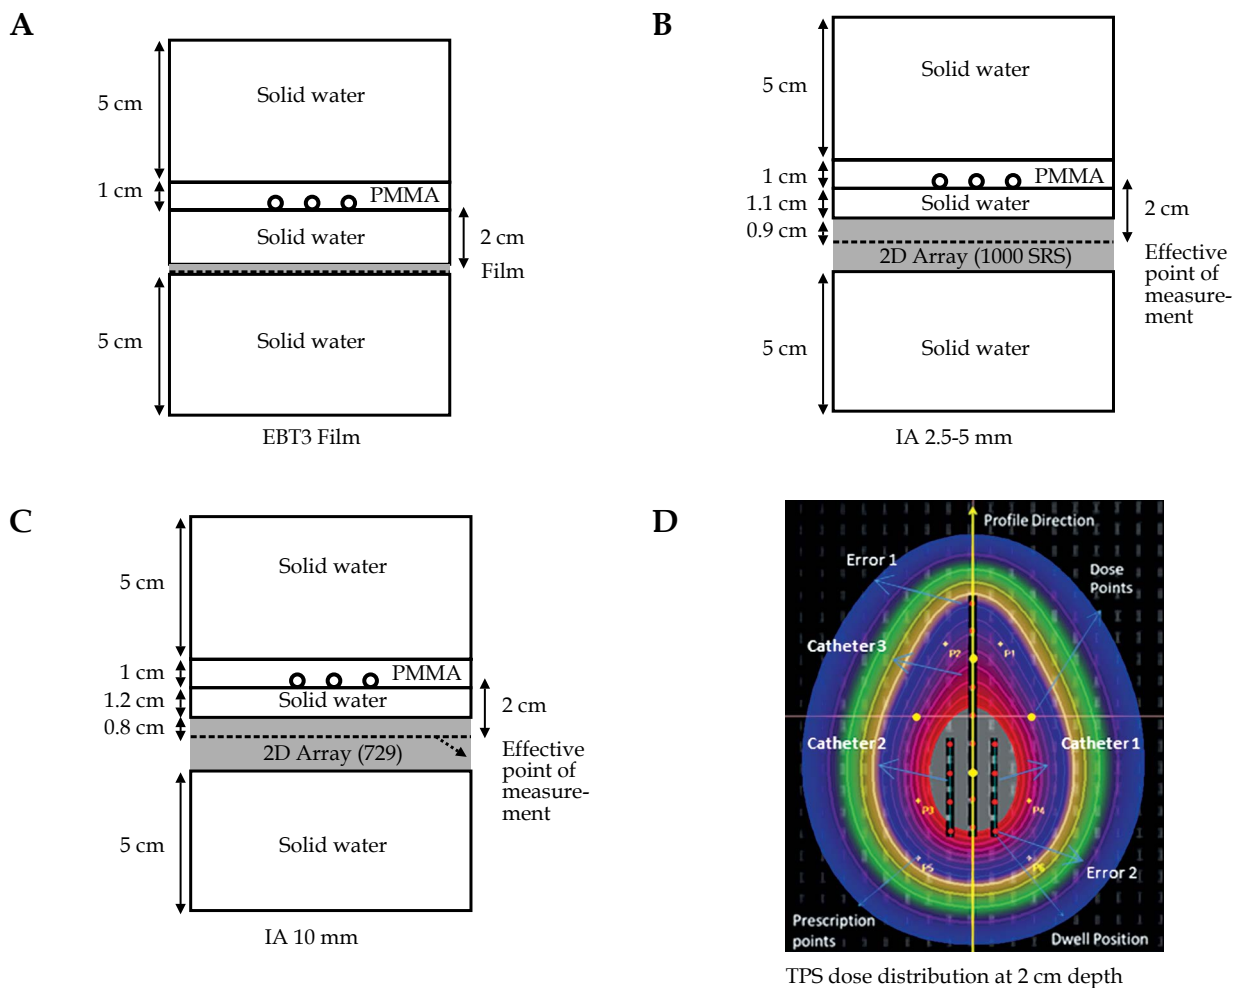 A
5 cm
Solid water
1 cm
PMMA
Solid water
2 cm
Film
5 cm
Solid water
EBT3 Film
B
5 cm
Solid water
1 cm
PMMA
1.1 cm
Solid water
2 cm
0.9 cm
2D Array (1000 SRS)
Effective
point of
measure-
ment
5 cm
Solid water
IA 2.5-5 mm
C
5 cm
Solid water
1 cm
PMMA
1.2 cm
Solid water
2 cm
0.8 cm
2D Array (729)
Effective
point of
measure-
ment
5 cm
Solid water
IA 10 mm
D
Profile Direction
Error 1
Dose
Points
Catheter 3
P2
P1
Catheter 2
Catheter 1
P3
P4
P5
P6
Error 2
Prescription
points
Dwell Position
TPS dose distribution at 2 cm depth